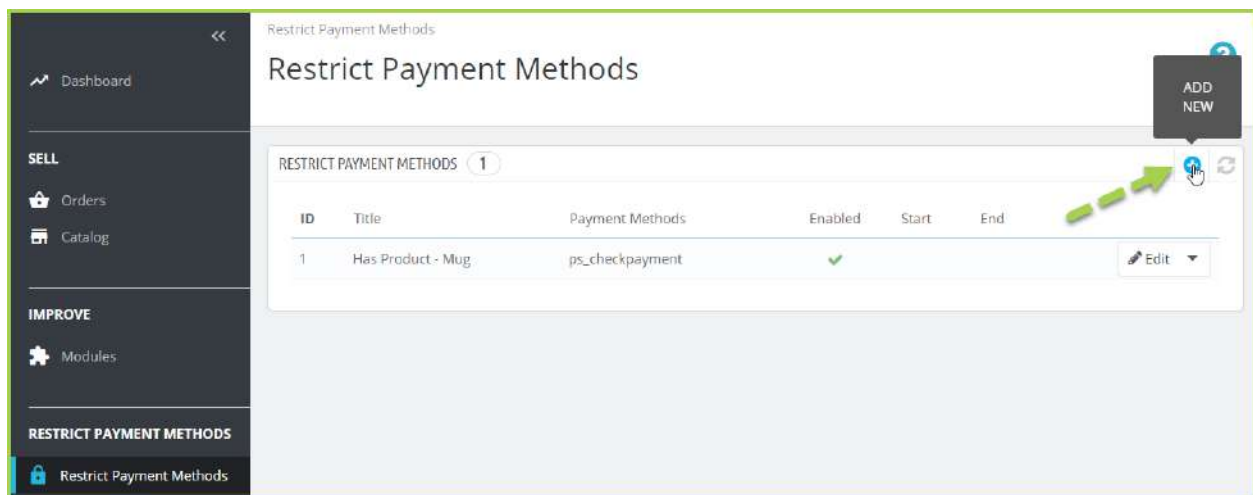 «
Dashboard
SELL
Orders
Catalog
IMPROVE
Modules
RESTRICT PAYMENT METHODS
Restrict Payment Methods
Restrict Payment Methods
Restrict Payment Methods
?
ADD
NEW
RESTRICT PAYMENT METHODS 1
ID Title Payment Methods Enabled Start End
1 Has Product - Mug ps_checkpayment Edit